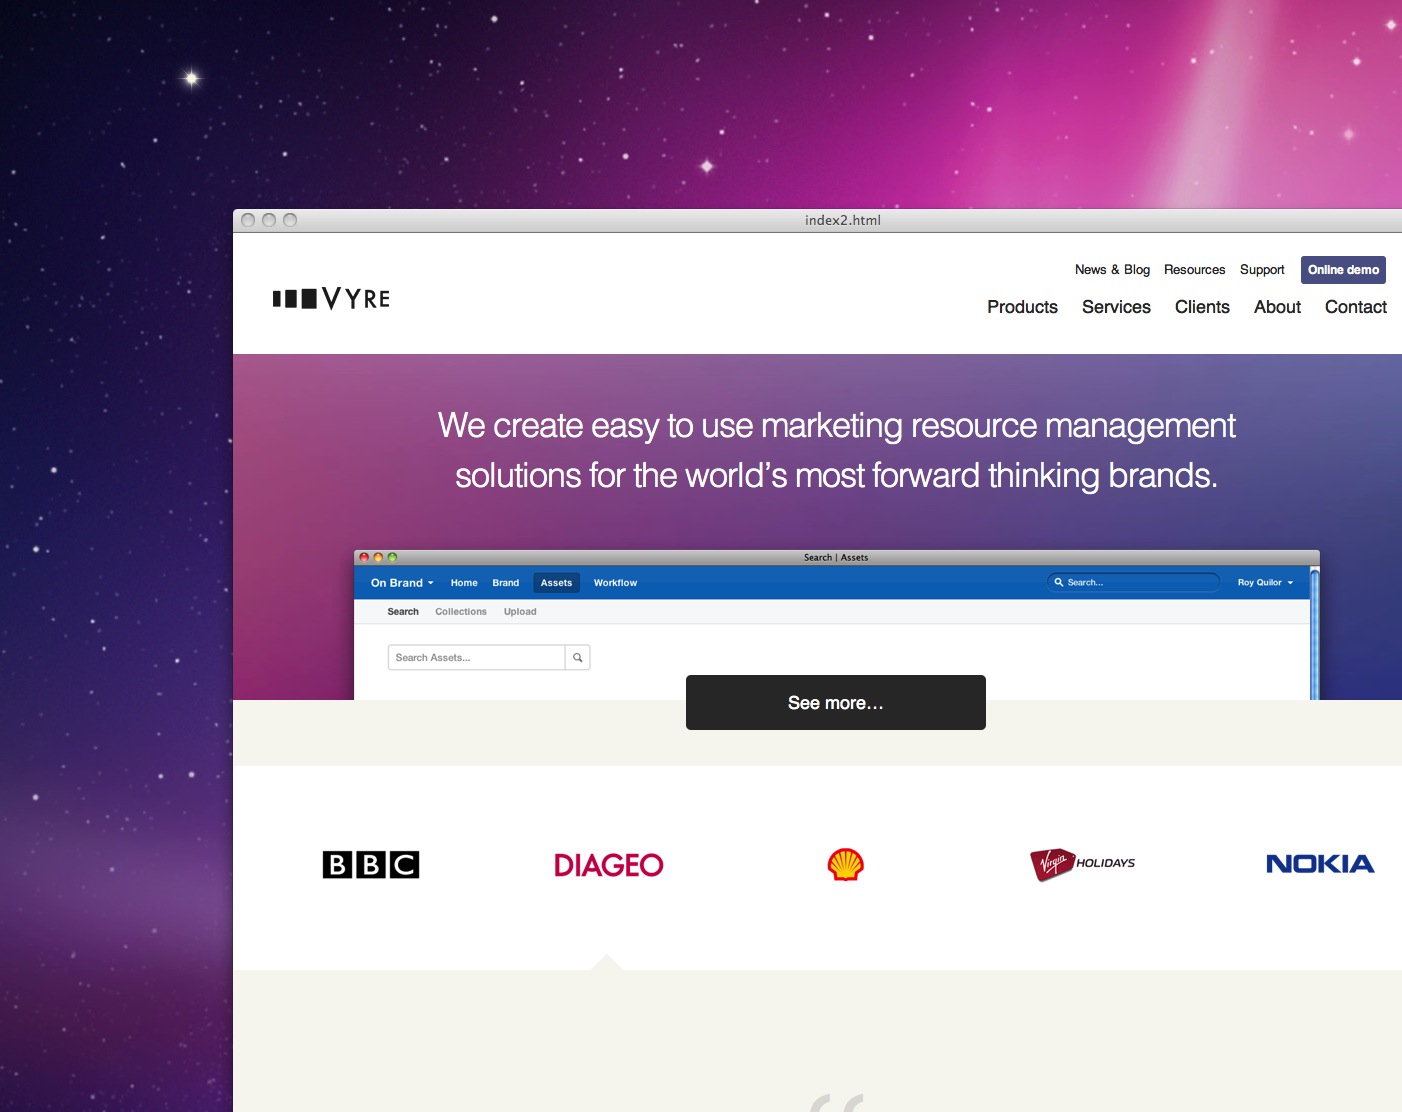 index2.html
News & Blog Resources Support Online demo
VYRE
Products Services Clients About Contact
We create easy to use marketing resource management
solutions for the world’s most forward thinking brands.
Search | Assets
On Brand Home Brand Assets Workflow Search... Roy Quilor
Search Collections Upload
Search Assets...
See more…
BBC DIAGEO Virgin HOLIDAYS NOKIA
“